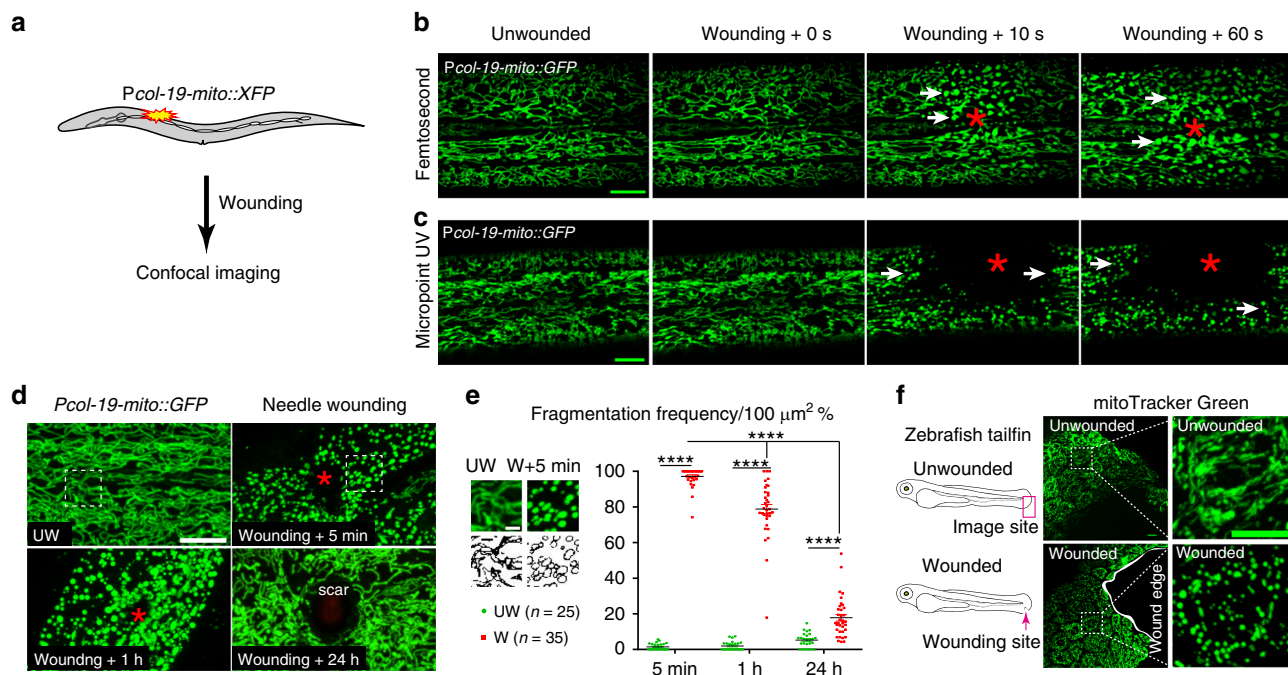 a
Pcol-19-mito::XFP
Wounding
Confocal imaging
b
Unwounded
Wounding + 0 s
Wounding + 10 s
Wounding + 60 s
Femtosecond
Pcol-19-mito::GFP
*
*
c
Micropoint UV
Pcol-19-mito::GFP
*
*
d
Pcol-19-mito::GFP
Needle wounding
UW
*
Wounding + 5 min
*
Woundng + 1 h
scar
Wounding + 24 h
e
Fragmentation frequency/100 μm² %
UW W+5 min
UW (n = 25)
W (n = 35)
100
80
60
40
20
0
****
****
****
****
5 min
1 h
24 h
f
mitoTracker Green
Zebrafish tailfin
Unwounded
Image site
Unwounded
Unwounded
Wounded
Wounding site
Wounded
Wound edge
Wounded